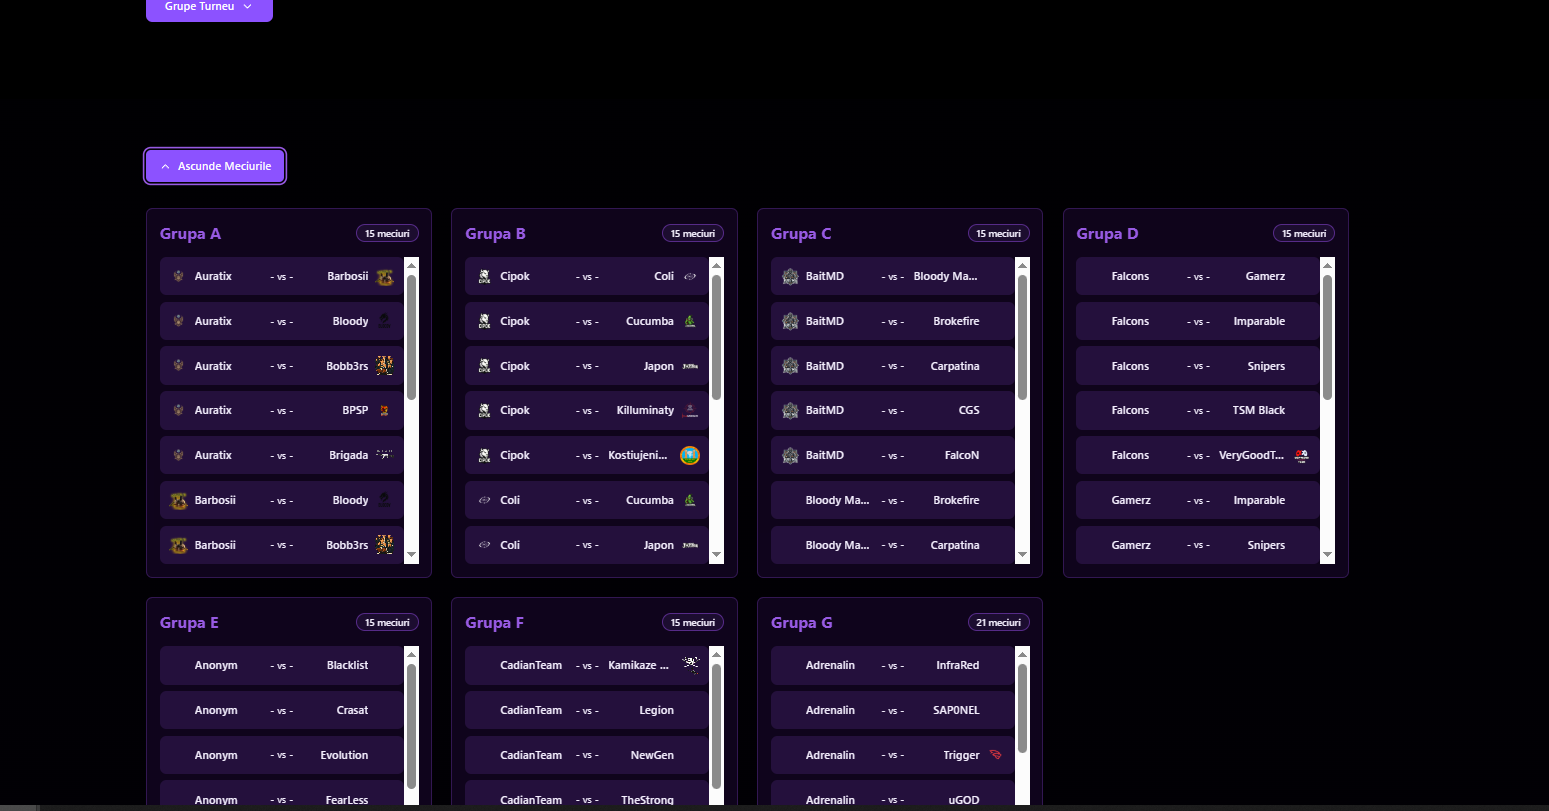 Grupe Turneu
Ascunde Meciurile
Grupa A 15 meciuri
Auratix - vs - Barbosii
Auratix - vs - Bloody
Auratix - vs - Bobb3rs
Auratix - vs - BPSP
Auratix - vs - Brigada
Barbosii - vs - Bloody
Barbosii - vs - Bobb3rs
Grupa B 15 meciuri
Cipok - vs - Coli
Cipok - vs - Cucumba
Cipok - vs - Japon
Cipok - vs - Killuminaty
Cipok - vs - Kostiujeni...
Coli - vs - Cucumba
Coli - vs - Japon
Grupa C 15 meciuri
BaitMD - vs - Bloody Ma...
BaitMD - vs - Brokefire
BaitMD - vs - Carpatina
BaitMD - vs - CGS
BaitMD - vs - FalcoN
Bloody Ma... - vs - Brokefire
Bloody Ma... - vs - Carpatina
Grupa D 15 meciuri
Falcons - vs - Gamerz
Falcons - vs - Imparable
Falcons - vs - Snipers
Falcons - vs - TSM Black
Falcons - vs - VeryGoodT...
Gamerz - vs - Imparable
Gamerz - vs - Snipers
Grupa E 15 meciuri
Anonym - vs - Blacklist
Anonym - vs - Crasat
Anonym - vs - Evolution
Anonym - vs - FearLess
Grupa F 15 meciuri
CadianTeam - vs - Kamikaze ...
CadianTeam - vs - Legion
CadianTeam - vs - NewGen
CadianTeam - vs - TheStrong
Grupa G 21 meciuri
Adrenalin - vs - InfraRed
Adrenalin - vs - SAP0NEL
Adrenalin - vs - Trigger
Adrenalin - vs - uGOD